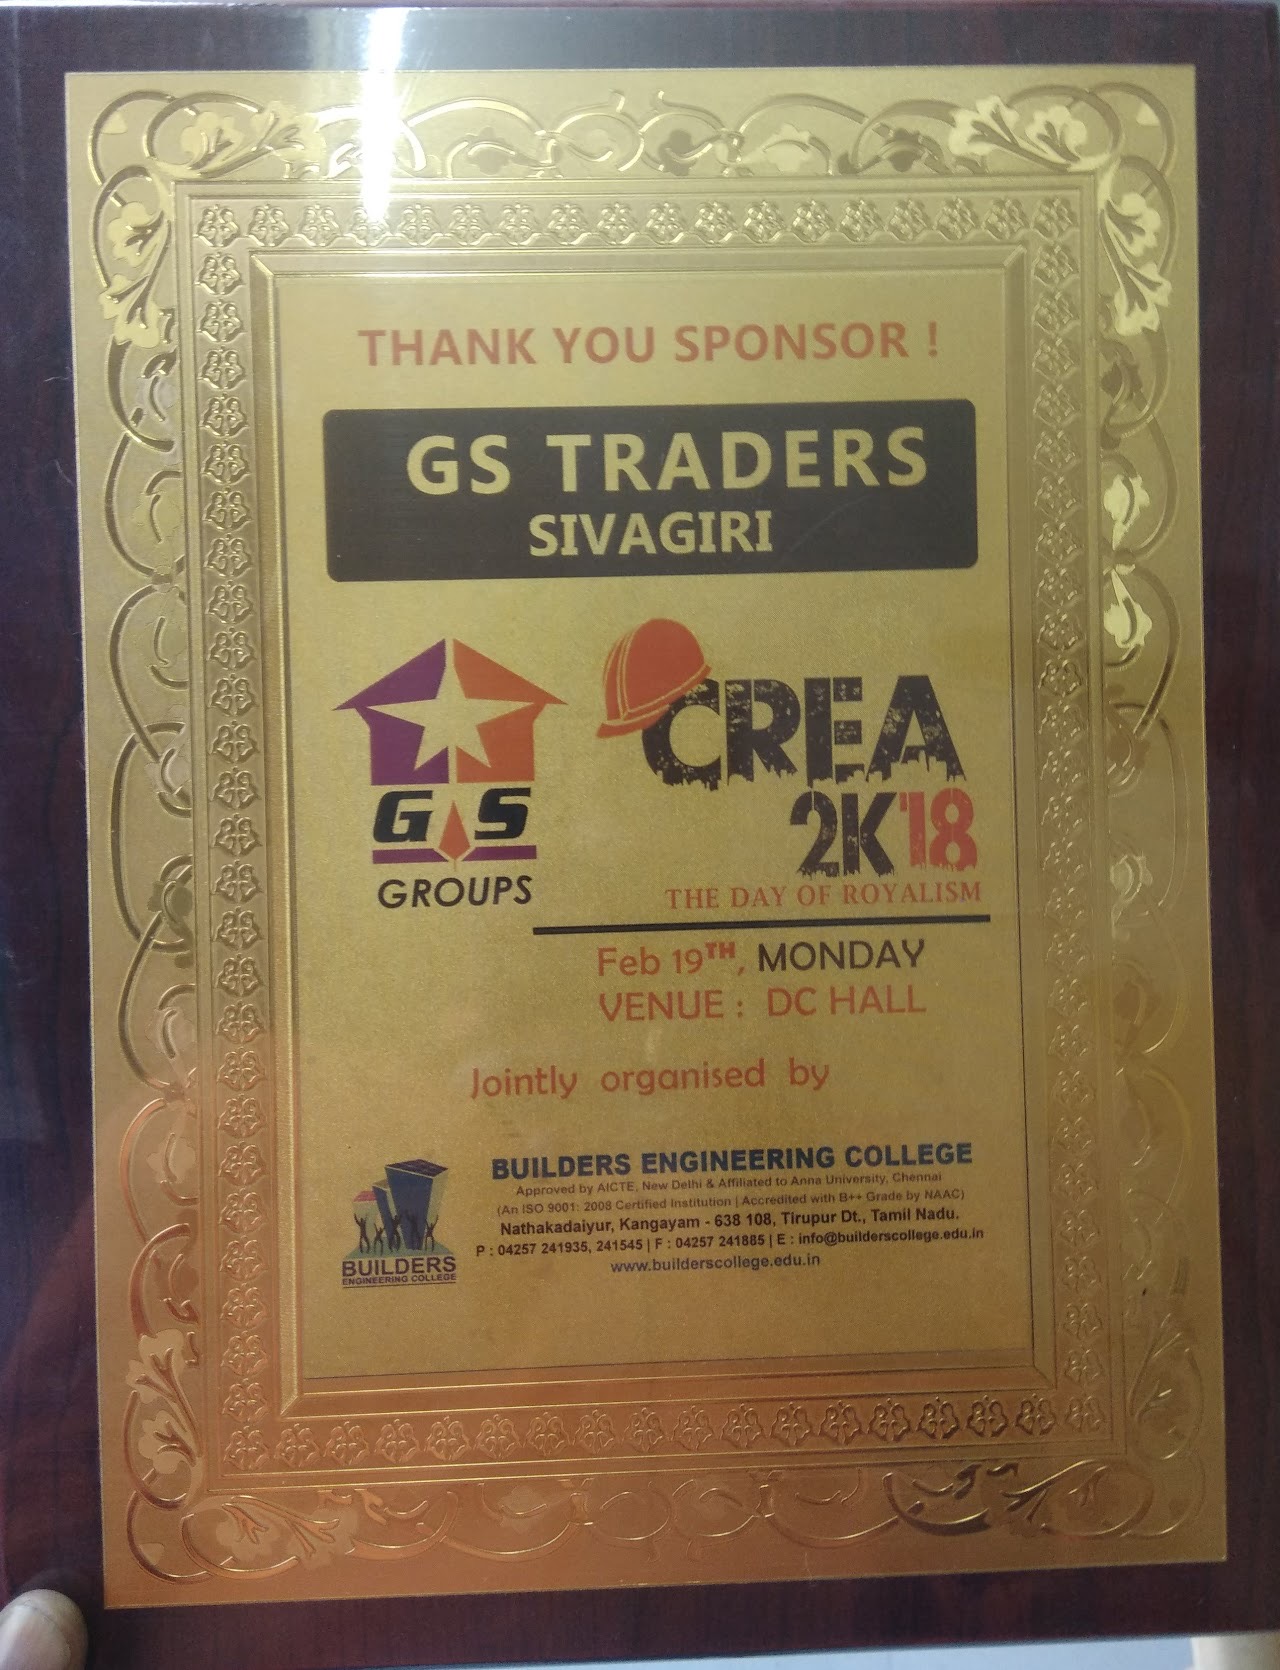 THANK YOU SPONSOR !
GS TRADERS
SIVAGIRI
GS
GROUPS
CREA
2K18
THE DAY OF ROYALISM
Feb 19TH, MONDAY
VENUE : DC HALL
Jointly organised by
BUILDERS ENGINEERING COLLEGE
Approved by AICTE, New Delhi & Affiliated to Anna University, Chennai
(An ISO 9001: 2008 Certified Institution | Accredited with B++ Grade by NAAC)
Nathakadaiyur, Kangayam - 638 108, Tirupur Dt., Tamil Nadu.
P : 04257 241935, 241545 | F : 04257 241885 | E : info@builderscollege.edu.in
www.builderscollege.edu.in
BUILDERS
ENGINEERING COLLEGE